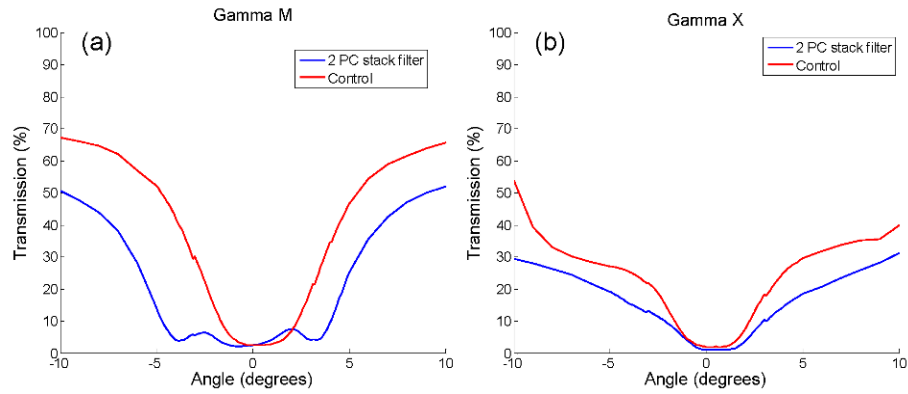 Gamma M
(a)
2 PC stack filter
Control
Transmission (%)
100
90
80
70
60
50
40
30
20
10
0
-10
-5
0
5
10
Angle (degrees)
Gamma X
(b)
2 PC stack filter
Control
Transmission (%)
100
90
80
70
60
50
40
30
20
10
0
-10
-5
0
5
10
Angle (degrees)